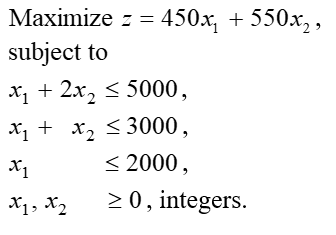 Maximize z = 450x₁ + 550x₂ ,
subject to
x₁ + 2x₂ ≤ 5000 ,
x₁ + x₂ ≤ 3000 ,
x₁ ≤ 2000 ,
x₁, x₂ ≥ 0 , integers.